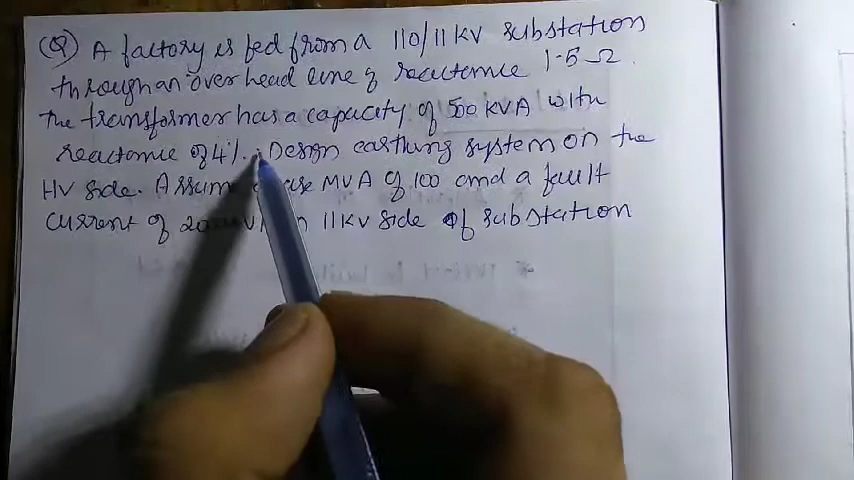 (Q) A factory is fed from a 110/11 KV substation
through an over head line of reactance 1.5 Ω.
the transformer has a capacity of 500 KVA with
reactance of 4%. Design earthing system on the
HV side. Assume MVA of 100 and a fault
current of 11KV side of substation